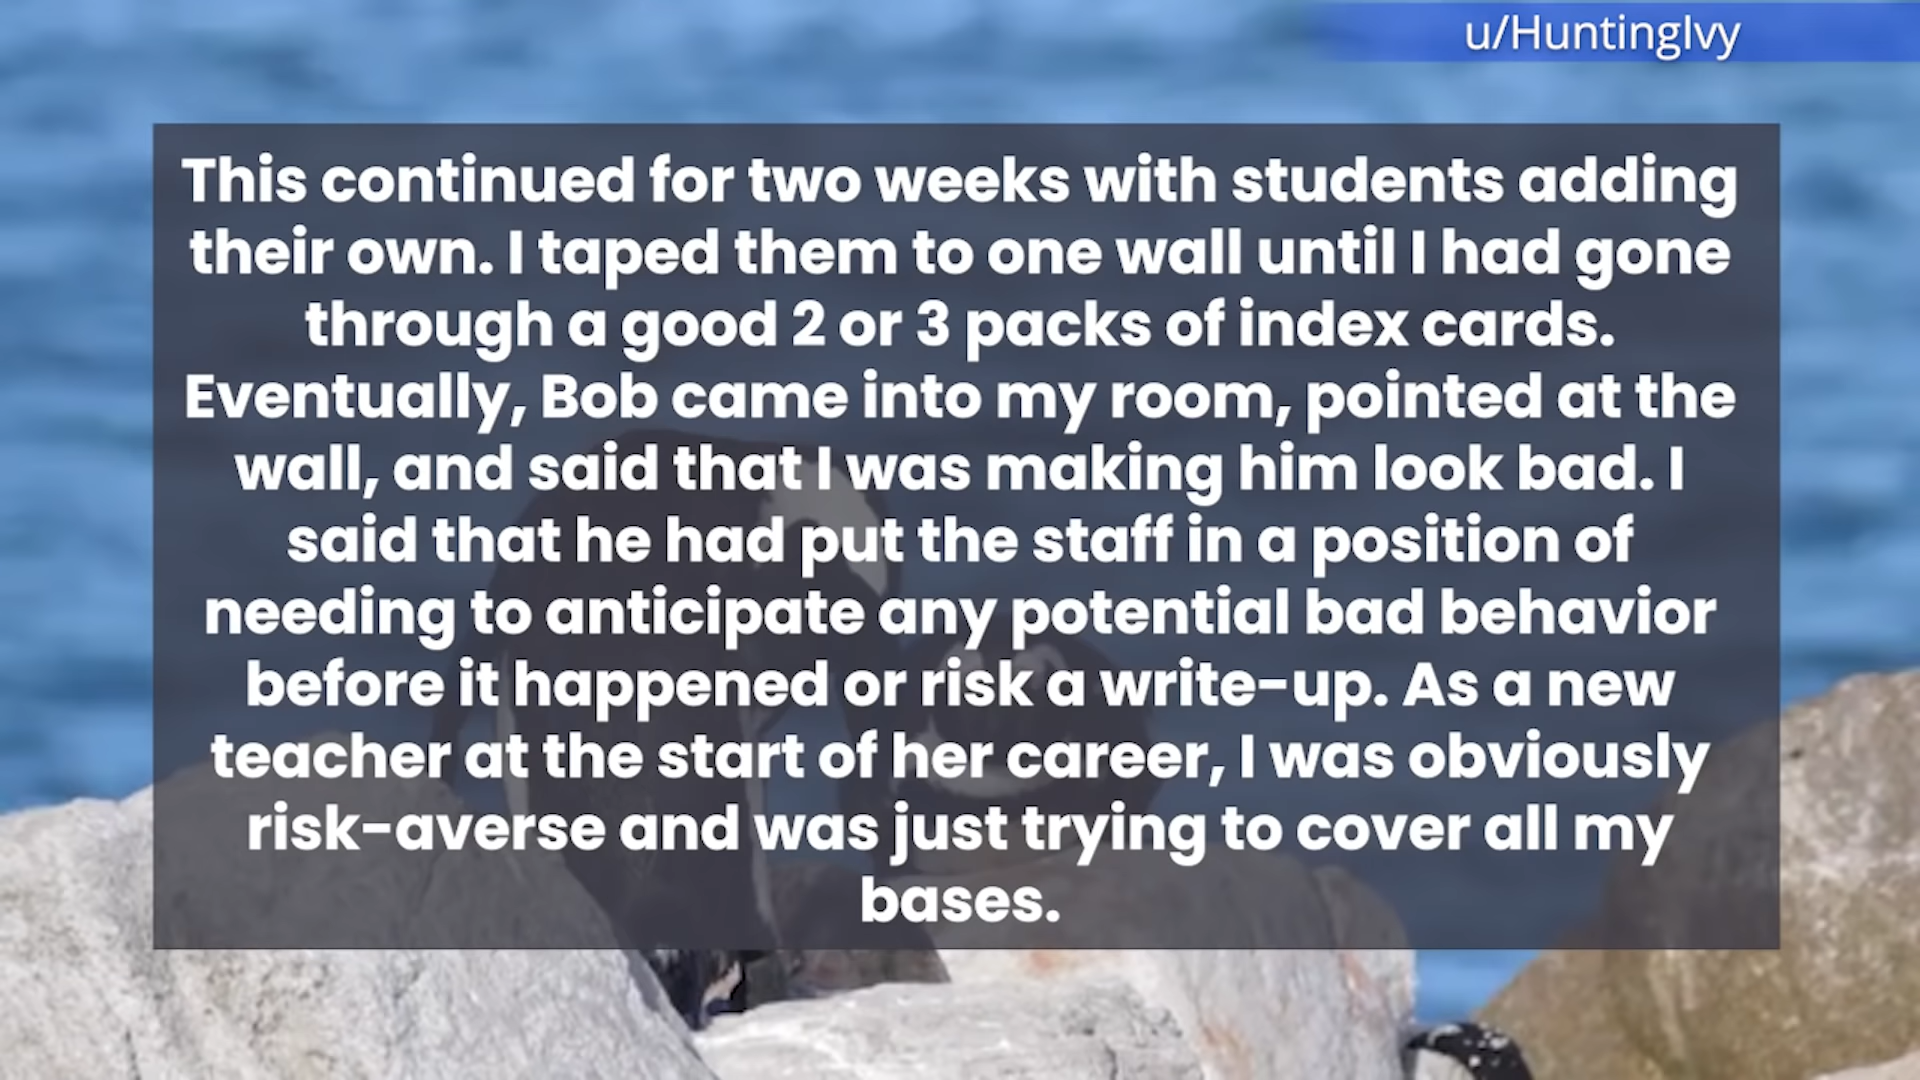 u/HuntingIvy
This continued for two weeks with students adding
their own. I taped them to one wall until I had gone
through a good 2 or 3 packs of index cards.
Eventually, Bob came into my room, pointed at the
wall, and said that I was making him look bad. I
said that he had put the staff in a position of
needing to anticipate any potential bad behavior
before it happened or risk a write-up. As a new
teacher at the start of her career, I was obviously
risk-averse and was just trying to cover all my
bases.